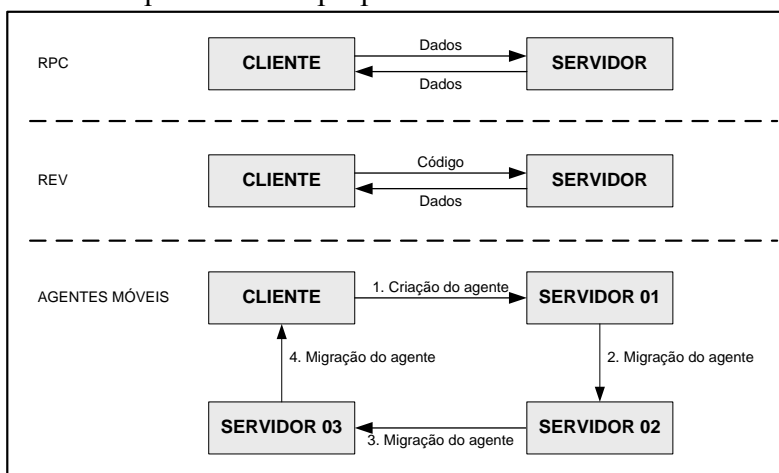 RPC
CLIENTE
Dados
SERVIDOR
Dados
REV
CLIENTE
Código
SERVIDOR
Dados
AGENTES MÓVEIS
CLIENTE
1. Criação do agente
SERVIDOR 01
4. Migração do agente
2. Migração do agente
SERVIDOR 03
3. Migração do agente
SERVIDOR 02